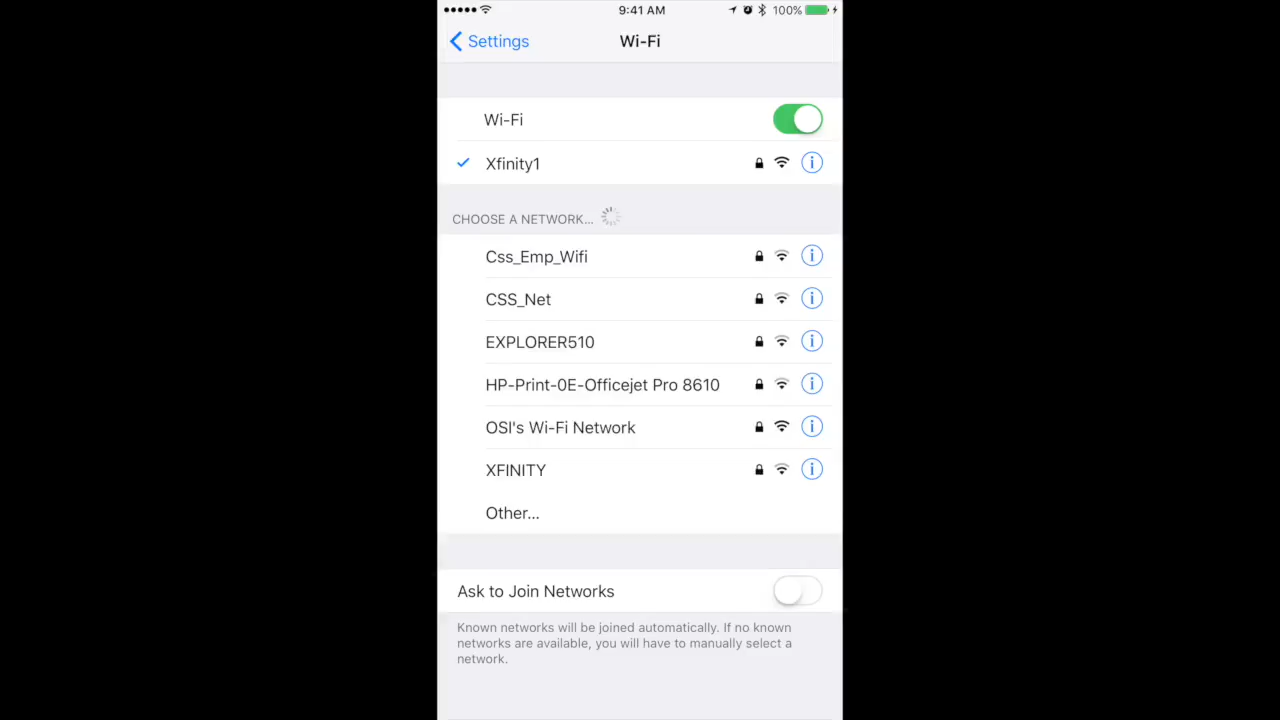 9:41 AM 100%
Settings Wi-Fi
Wi-Fi
Xfinity1
CHOOSE A NETWORK...
Css_Emp_Wifi
CSS_Net
EXPLORER510
HP-Print-0E-Officejet Pro 8610
OSI's Wi-Fi Network
XFINITY
Other...
Ask to Join Networks
Known networks will be joined automatically. If no known
networks are available, you will have to manually select a
network.